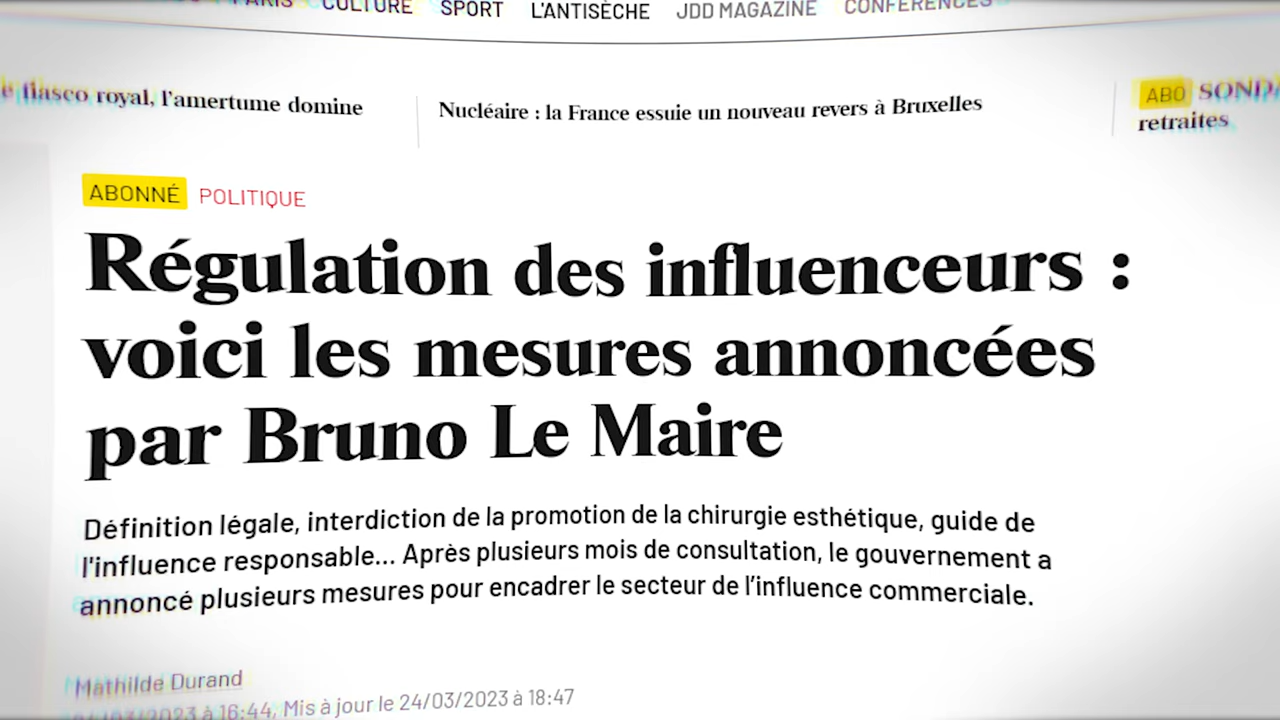 PARIS CULTURE SPORT L'ANTISÈCHE JDD MAGAZINE CONFÉRENCES
fiasco royal, l'amertume domine
Nucléaire : la France essuie un nouveau revers à Bruxelles
ABO
retraites
ABONNÉ POLITIQUE
Régulation des influenceurs :
voici les mesures annoncées
par Bruno Le Maire
Définition légale, interdiction de la promotion de la chirurgie esthétique, guide de
l'influence responsable... Après plusieurs mois de consultation, le gouvernement a
annoncé plusieurs mesures pour encadrer le secteur de l'influence commerciale.
Mathilde Durand
à 16:44, Mis à jour le 24/03/2023 à 18:47